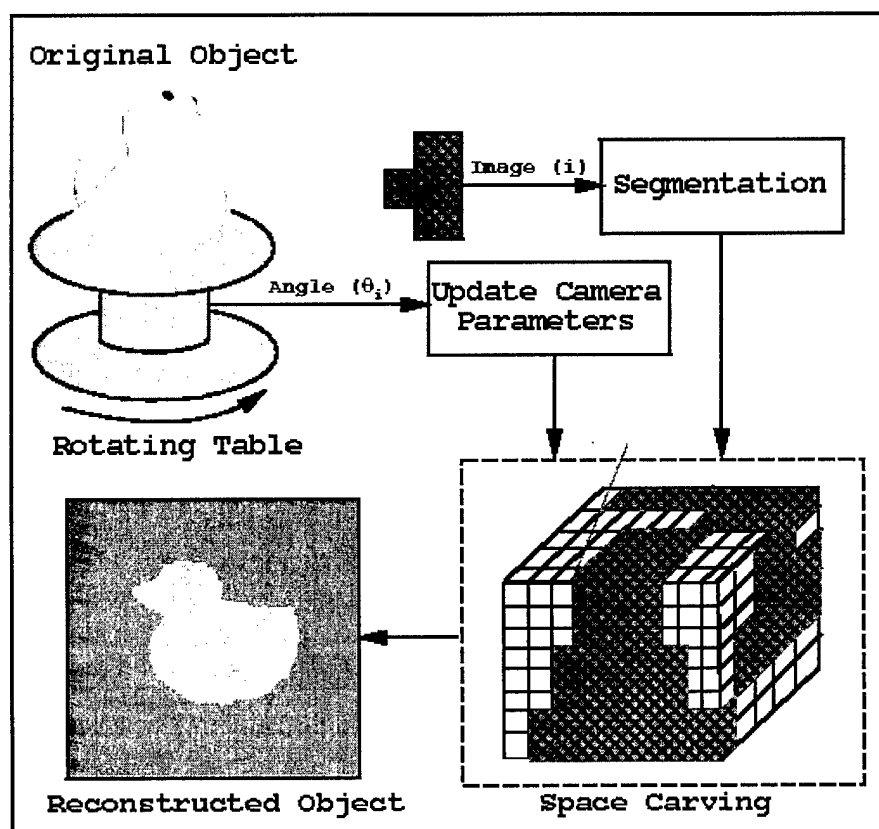 Original Object
Image (i)
Segmentation
Angle (θi)
Update Camera
Parameters
Rotating Table
Reconstructed Object
Space Carving